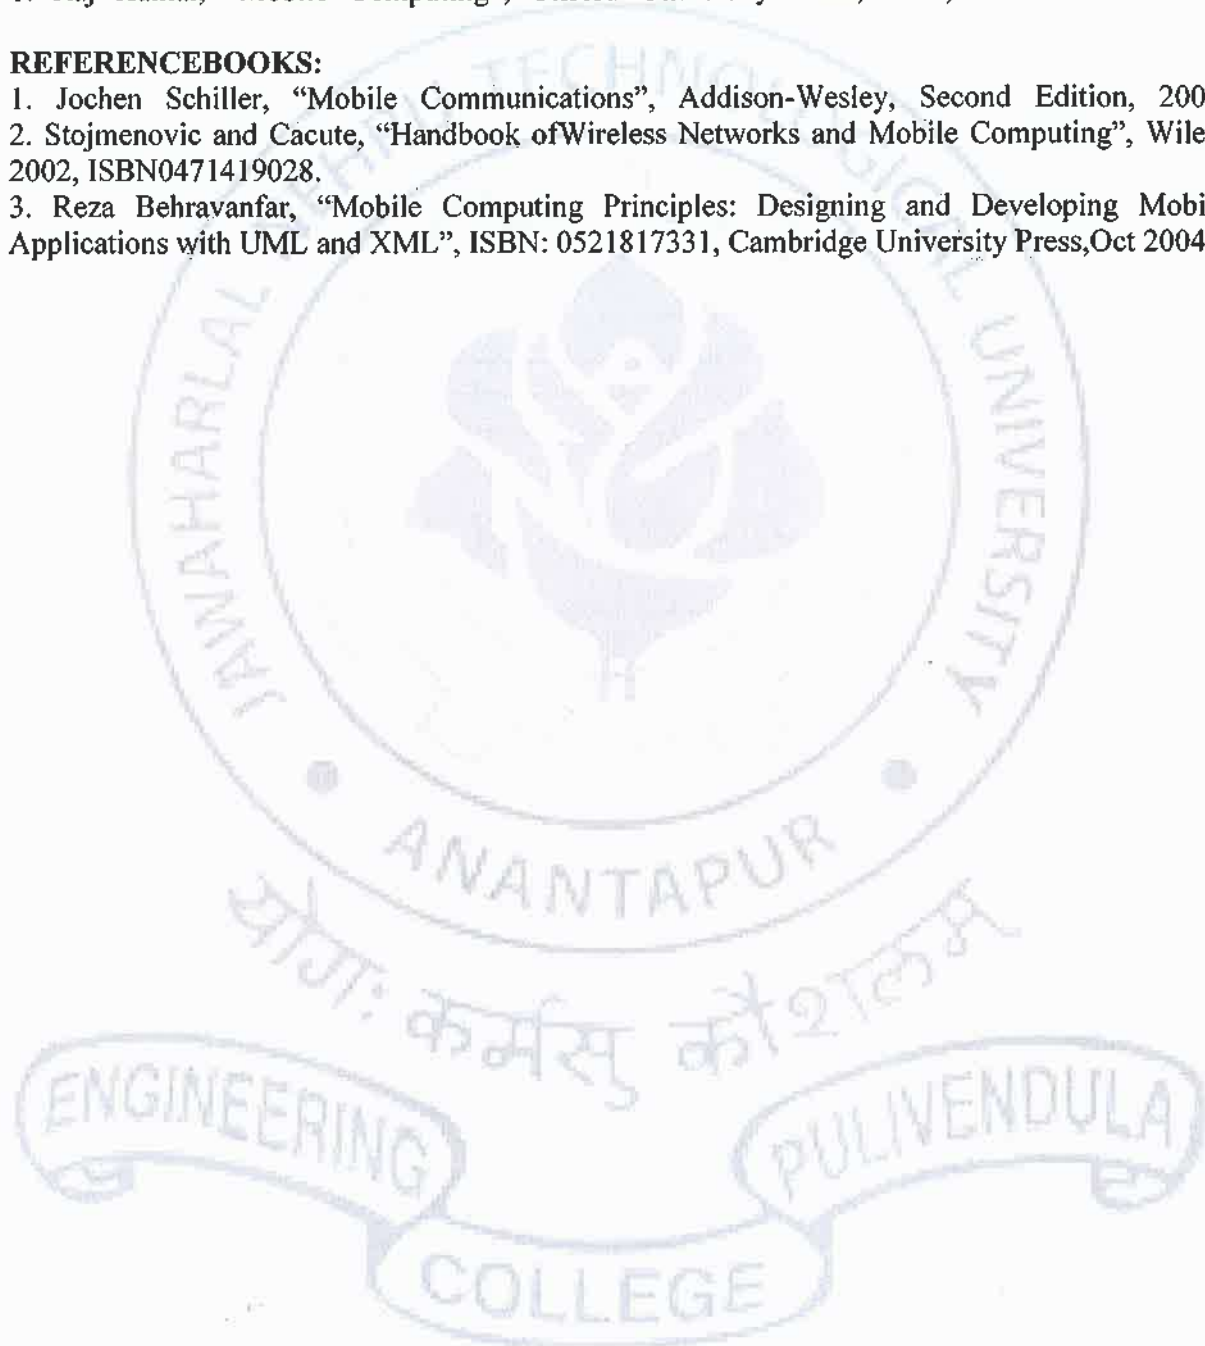 REFERENCEBOOKS:
1. Jochen Schiller, “Mobile Communications”, Addison-Wesley, Second Edition, 200
2. Stojmenovic and Cacute, “Handbook ofWireless Networks and Mobile Computing”, Wile
2002, ISBN0471419028.
3. Reza Behravanfar, “Mobile Computing Principles: Designing and Developing Mobi
Applications with UML and XML”, ISBN: 0521817331, Cambridge University Press,Oct 2004
JAWAHARLAL NEHRU TECHNOLOGICAL UNIVERSITY
• ANANTAPUR •
योगः कर्मसु कौशलम
ENGINEERING
COLLEGE
PULIVENDULA